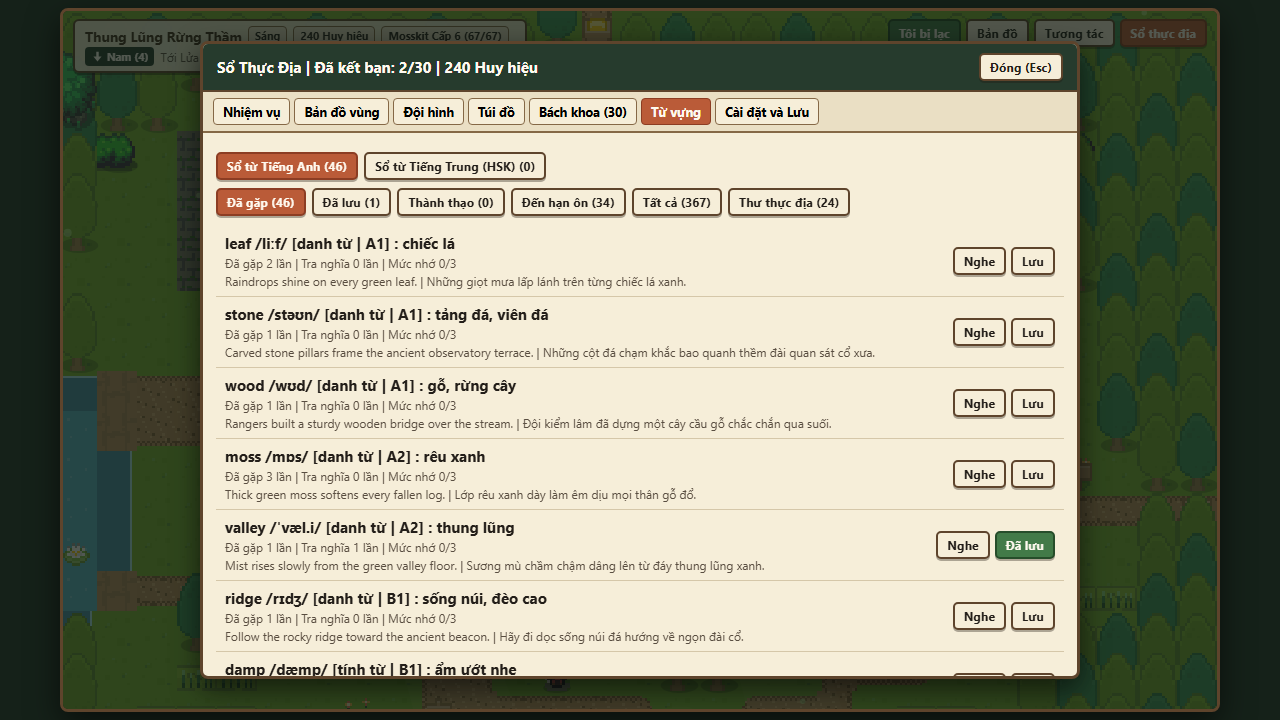 Thung Lũng Rừng Thầm
Sáng
240 Huy hiệu
Mosskit Cấp 6 (67/67)
Tôi bị lạc
Bản đồ
Tương tác
Sổ thực địa
Nam (4)
Tới Lửa
Sổ Thực Địa | Đã kết bạn: 2/30 | 240 Huy hiệu
Đóng (Esc)
Nhiệm vụ
Bản đồ vùng
Đội hình
Túi đồ
Bách khoa (30)
Từ vựng
Cài đặt và Lưu
Sổ từ Tiếng Anh (46)
Sổ từ Tiếng Trung (HSK) (0)
Đã gặp (46)
Đã lưu (1)
Thành thạo (0)
Đến hạn ôn (34)
Tất cả (367)
Thư thực địa (24)
leaf /liːf/ [danh từ | A1] : chiếc lá
Đã gặp 2 lần | Tra nghĩa 0 lần | Mức nhớ 0/3
Raindrops shine on every green leaf. | Những giọt mưa lấp lánh trên từng chiếc lá xanh.
Nghe
Lưu
stone /stəʊn/ [danh từ | A1] : tảng đá, viên đá
Đã gặp 1 lần | Tra nghĩa 0 lần | Mức nhớ 0/3
Carved stone pillars frame the ancient observatory terrace. | Những cột đá chạm khắc bao quanh thềm đài quan sát cổ xưa.
Nghe
Lưu
wood /wʊd/ [danh từ | A1] : gỗ, rừng cây
Đã gặp 1 lần | Tra nghĩa 0 lần | Mức nhớ 0/3
Rangers built a sturdy wooden bridge over the stream. | Đội kiểm lâm đã dựng một cây cầu gỗ chắc chắn qua suối.
Nghe
Lưu
moss /mɒs/ [danh từ | A2] : rêu xanh
Đã gặp 3 lần | Tra nghĩa 0 lần | Mức nhớ 0/3
Thick green moss softens every fallen log. | Lớp rêu xanh dày làm êm dịu mọi thân gỗ đổ.
Nghe
Lưu
valley /ˈvæl.i/ [danh từ | A2] : thung lũng
Đã gặp 1 lần | Tra nghĩa 1 lần | Mức nhớ 0/3
Mist rises slowly from the green valley floor. | Sương mù chầm chậm dâng lên từ đáy thung lũng xanh.
Nghe
Đã lưu
ridge /rɪdʒ/ [danh từ | B1] : sống núi, đèo cao
Đã gặp 1 lần | Tra nghĩa 0 lần | Mức nhớ 0/3
Follow the rocky ridge toward the ancient beacon. | Hãy đi dọc sống núi đá hướng về ngọn đài cổ.
Nghe
Lưu
damp /dæmp/ [tính từ | B1] : ẩm ướt nhẹ